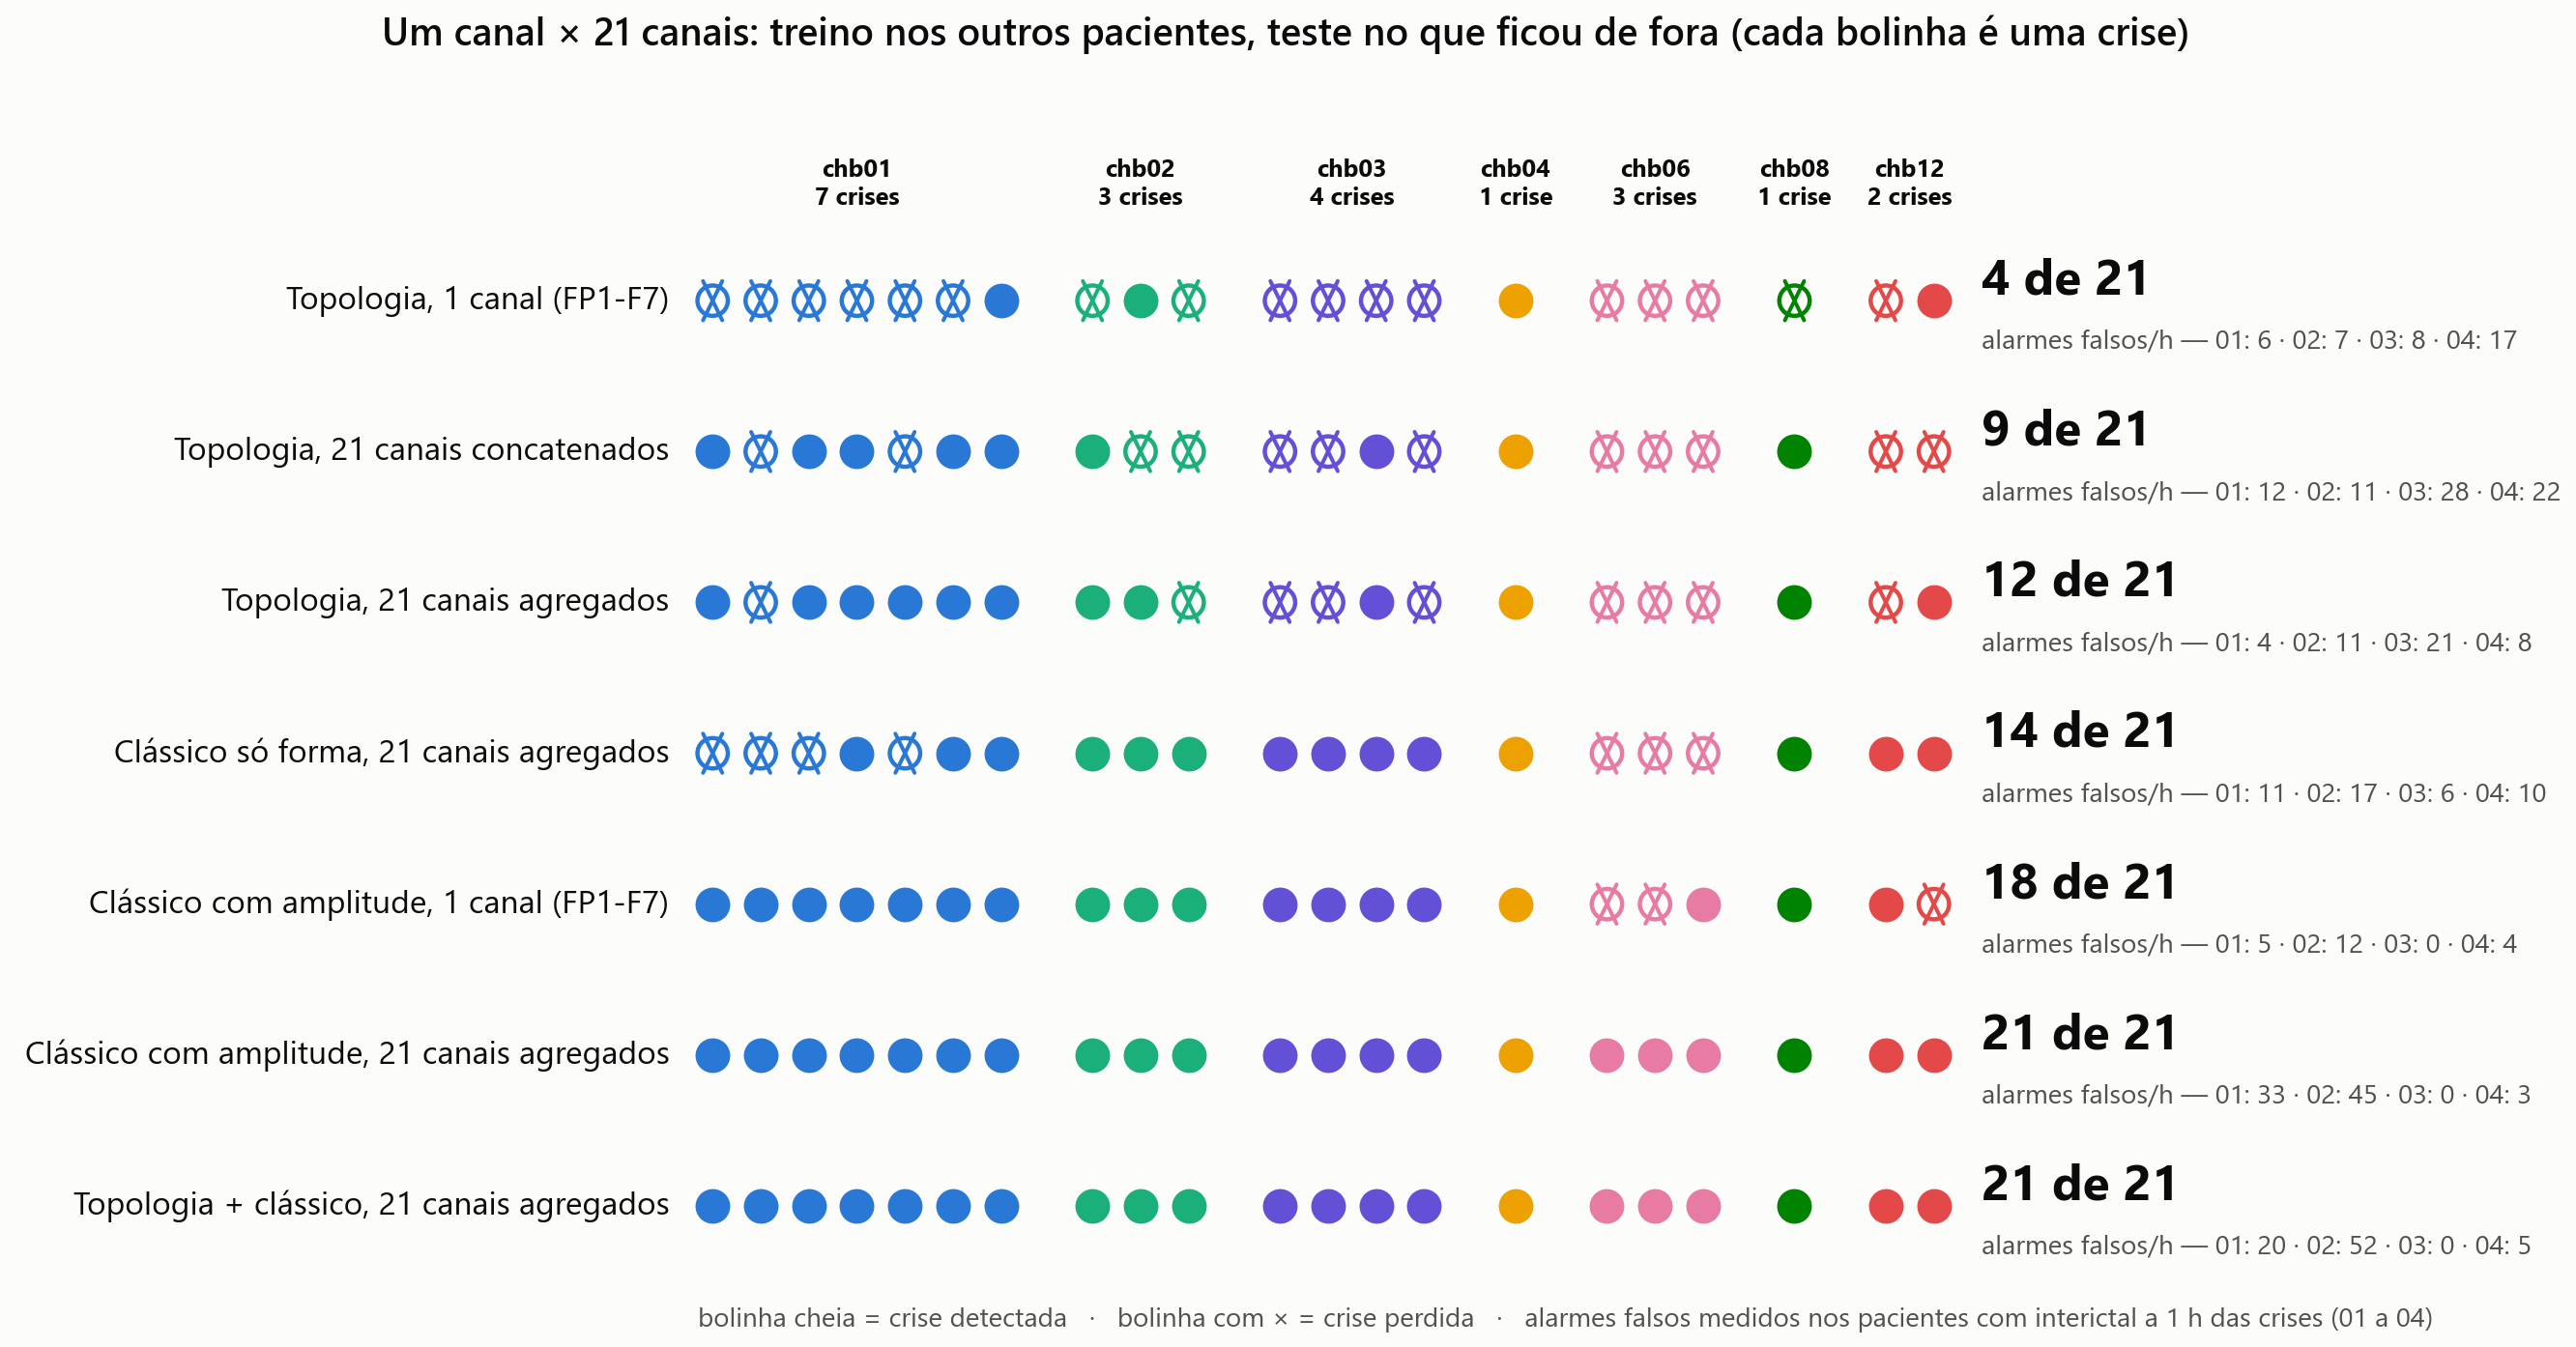 Um canal × 21 canais: treino nos outros pacientes, teste no que ficou de fora (cada bolinha é uma crise)
chb01
7 crises
chb02
3 crises
chb03
4 crises
chb04
1 crise
chb06
3 crises
chb08
1 crise
chb12
2 crises
Topologia, 1 canal (FP1-F7)
4 de 21
alarmes falsos/h — 01: 6 · 02: 7 · 03: 8 · 04: 17
Topologia, 21 canais concatenados
9 de 21
alarmes falsos/h — 01: 12 · 02: 11 · 03: 28 · 04: 22
Topologia, 21 canais agregados
12 de 21
alarmes falsos/h — 01: 4 · 02: 11 · 03: 21 · 04: 8
Clássico só forma, 21 canais agregados
14 de 21
alarmes falsos/h — 01: 11 · 02: 17 · 03: 6 · 04: 10
Clássico com amplitude, 1 canal (FP1-F7)
18 de 21
alarmes falsos/h — 01: 5 · 02: 12 · 03: 0 · 04: 4
Clássico com amplitude, 21 canais agregados
21 de 21
alarmes falsos/h — 01: 33 · 02: 45 · 03: 0 · 04: 3
Topologia + clássico, 21 canais agregados
21 de 21
alarmes falsos/h — 01: 20 · 02: 52 · 03: 0 · 04: 5
bolinha cheia = crise detectada · bolinha com × = crise perdida · alarmes falsos medidos nos pacientes com interictal a 1 h das crises (01 a 04)